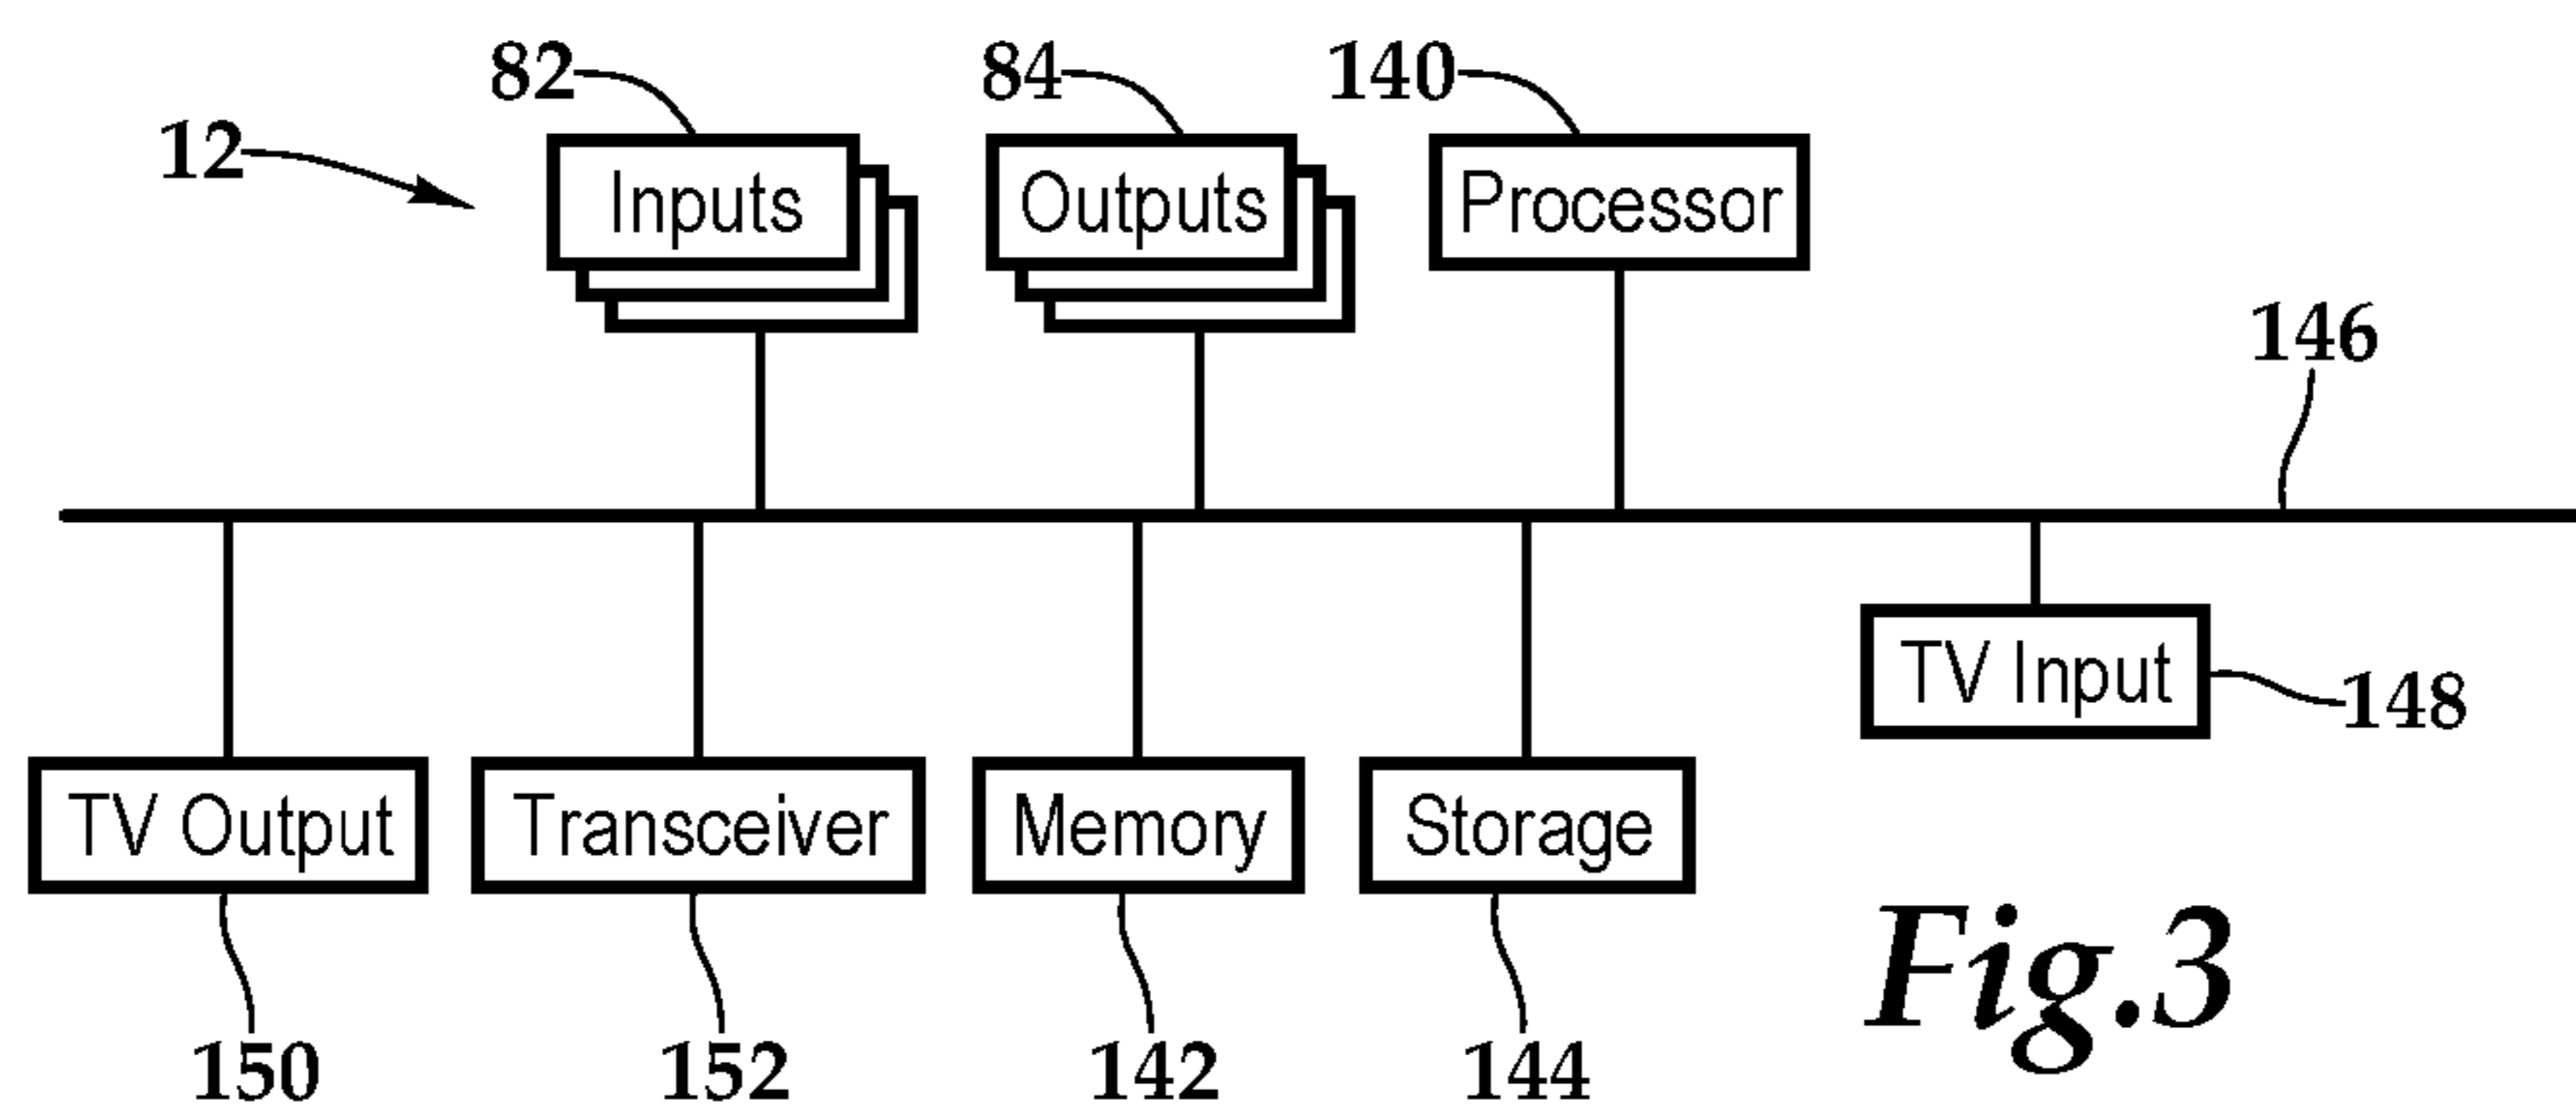 82 84 140
12
Inputs Outputs Processor
146
TV Input
148
TV Output Transceiver Memory Storage
Fig.3
150 152 142 144